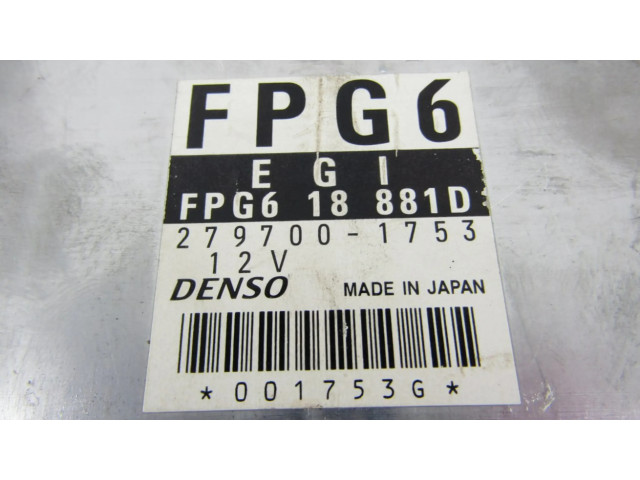 FPG6
EGI
FPG6 18 881D
279700-1753
12V
DENSO MADE IN JAPAN
*001753G*